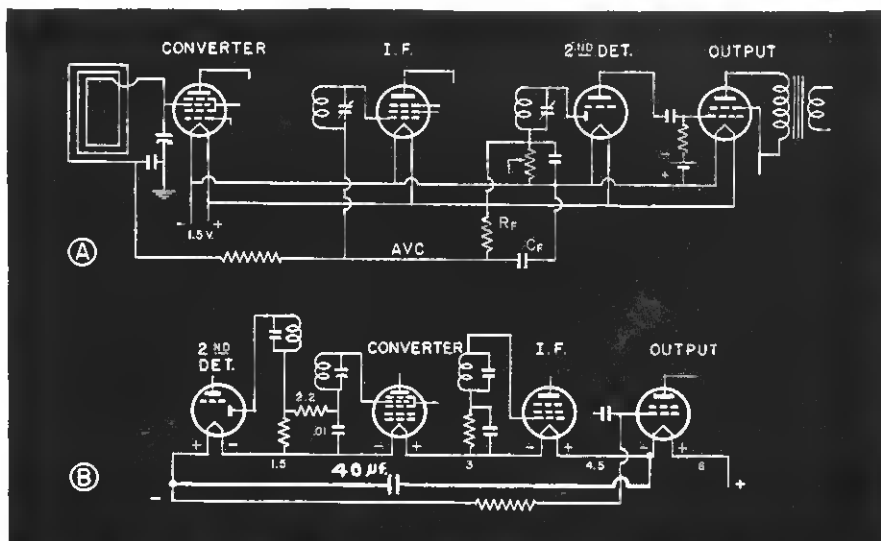 CONVERTER
I. F.
2ND DET.
OUTPUT
+
- 1.5 V. +
RF
CF
AVC
A
2ND DET.
CONVERTER
I. F.
OUTPUT
2.2
.01
+ - - + - + - +
1.5
40 µf.
3
4.5
6
B
-
+